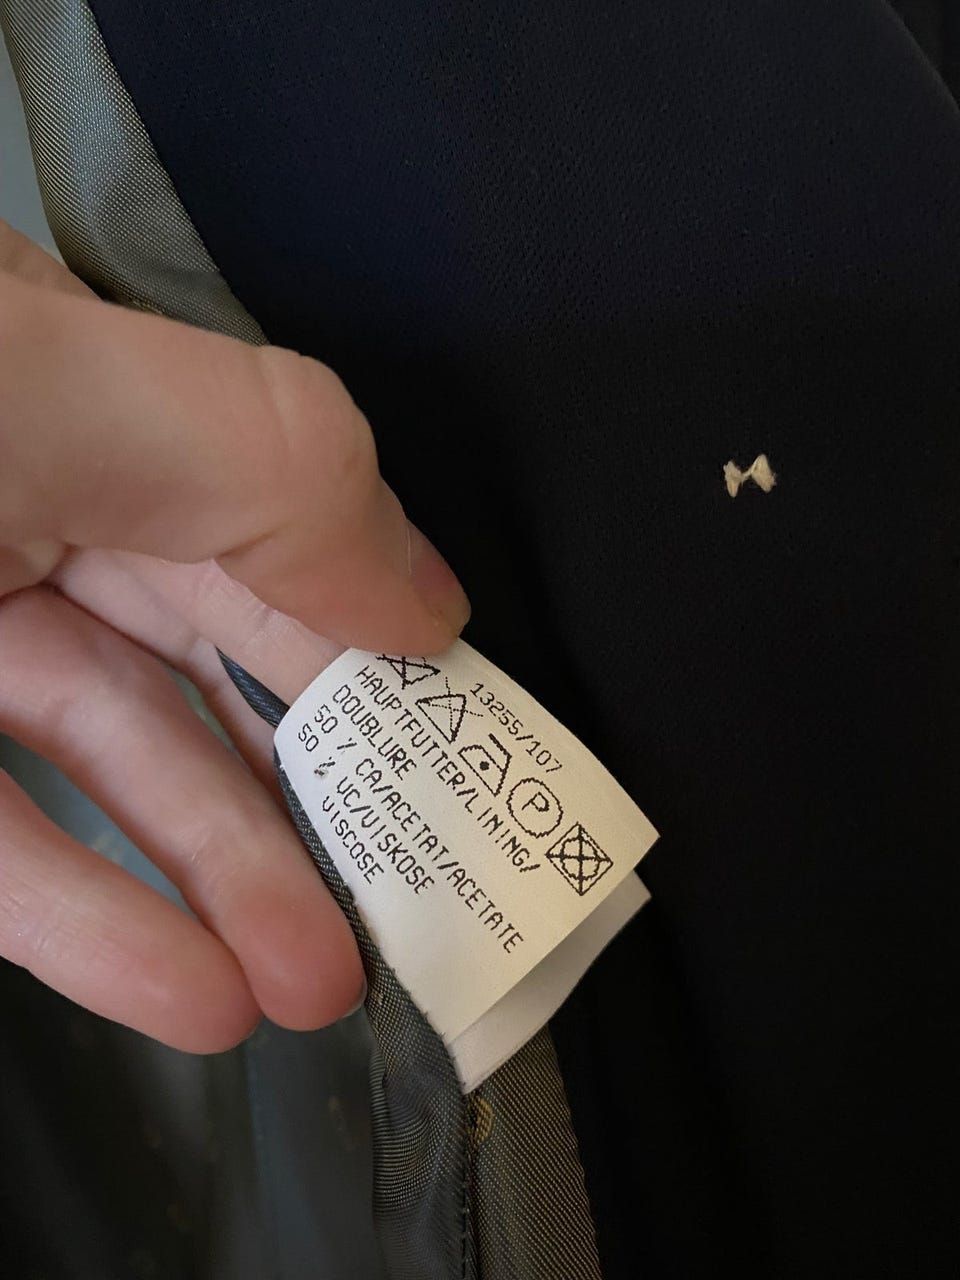 13255/107
P
HAUPTFUTTER/LINING/
DOUBLURE
50 % CA/ACETAT/ACETATE
50 % VC/VISKOSE
VISCOSE